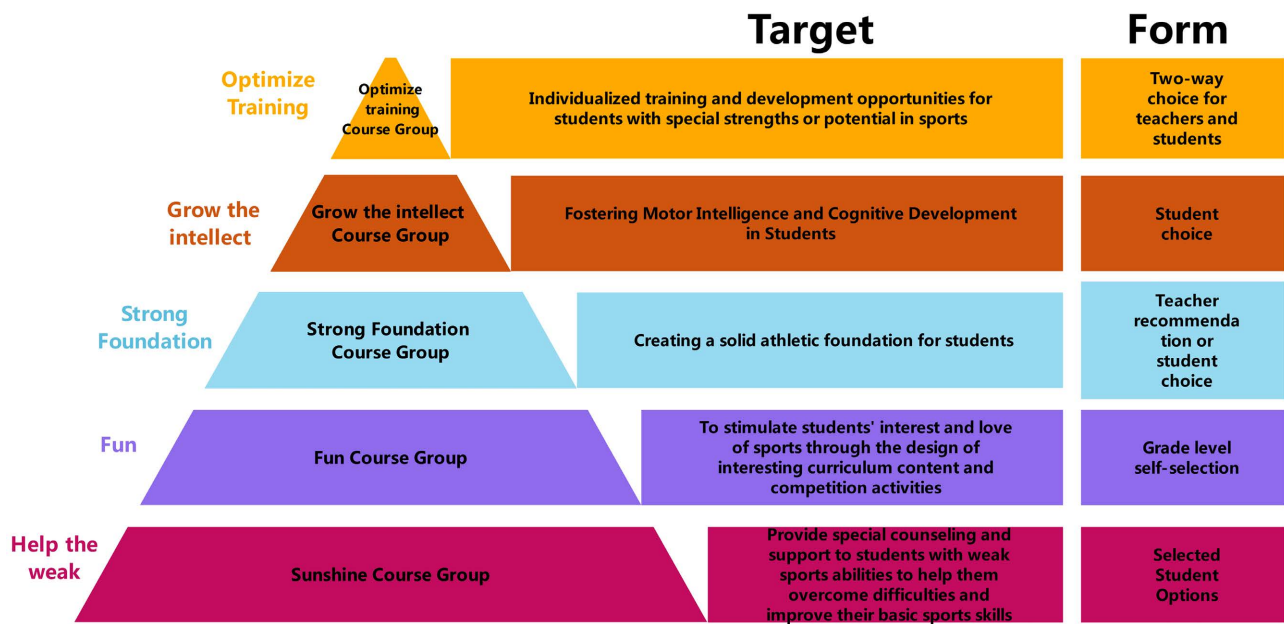 Target
Form
Optimize
Training
Optimize
training
Course Group
Individualized training and development opportunities for
students with special strengths or potential in sports
Two-way
choice for
teachers and
students
Grow the
intellect
Grow the intellect
Course Group
Fostering Motor Intelligence and Cognitive Development
in Students
Student
choice
Strong
Foundation
Strong Foundation
Course Group
Creating a solid athletic foundation for students
Teacher
recommenda
tion or
student
choice
Fun
Fun Course Group
To stimulate students' interest and love
of sports through the design of
interesting curriculum content and
competition activities
Grade level
self-selection
Help the
weak
Sunshine Course Group
Provide special counseling and
support to students with weak
sports abilities to help them
overcome difficulties and
improve their basic sports skills
Selected
Student
Options